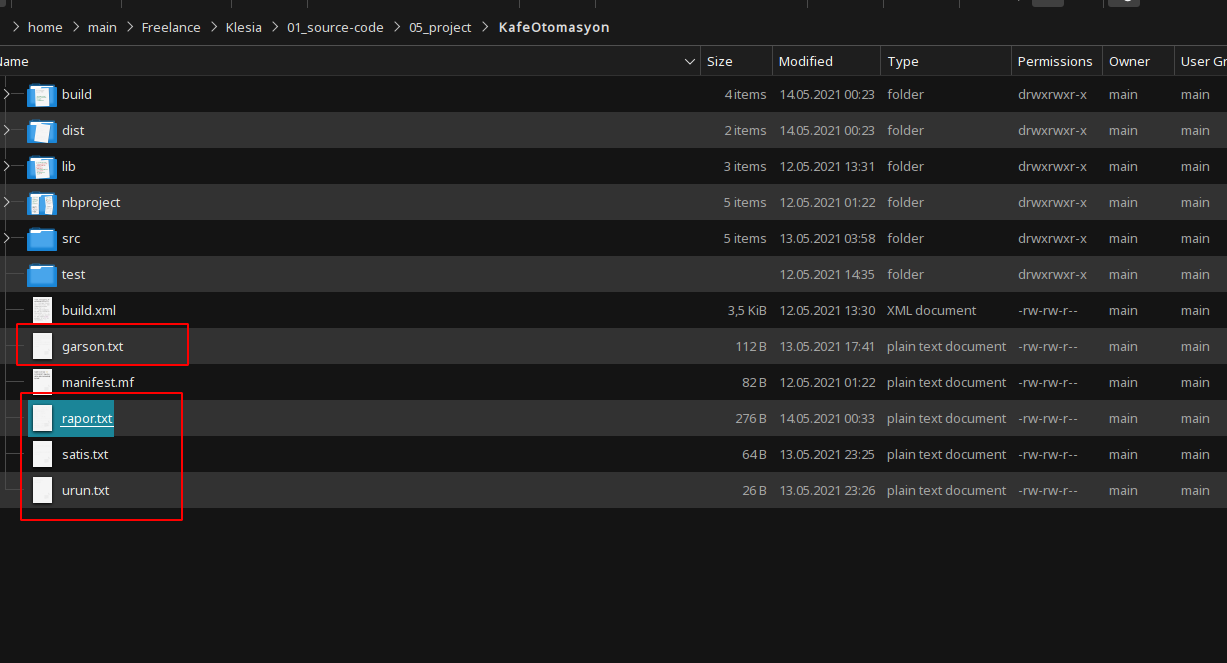 home main Freelance Klesia 01_source-code 05_project KafeOtomasyon
Name Size Modified Type Permissions Owner User Gr
build 4 items 14.05.2021 00:23 folder drwxrwxr-x main main
dist 2 items 14.05.2021 00:23 folder drwxrwxr-x main main
lib 3 items 12.05.2021 13:31 folder drwxrwxr-x main main
nbproject 5 items 12.05.2021 01:22 folder drwxrwxr-x main main
src 5 items 13.05.2021 03:58 folder drwxrwxr-x main main
test 12.05.2021 14:35 folder drwxrwxr-x main main
build.xml 3,5 KiB 12.05.2021 13:30 XML document -rw-rw-r-- main main
garson.txt 112 B 13.05.2021 17:41 plain text document -rw-rw-r-- main main
manifest.mf 82 B 12.05.2021 01:22 plain text document -rw-rw-r-- main main
rapor.txt 276 B 14.05.2021 00:33 plain text document -rw-rw-r-- main main
satis.txt 64 B 13.05.2021 23:25 plain text document -rw-rw-r-- main main
urun.txt 26 B 13.05.2021 23:26 plain text document -rw-rw-r-- main main